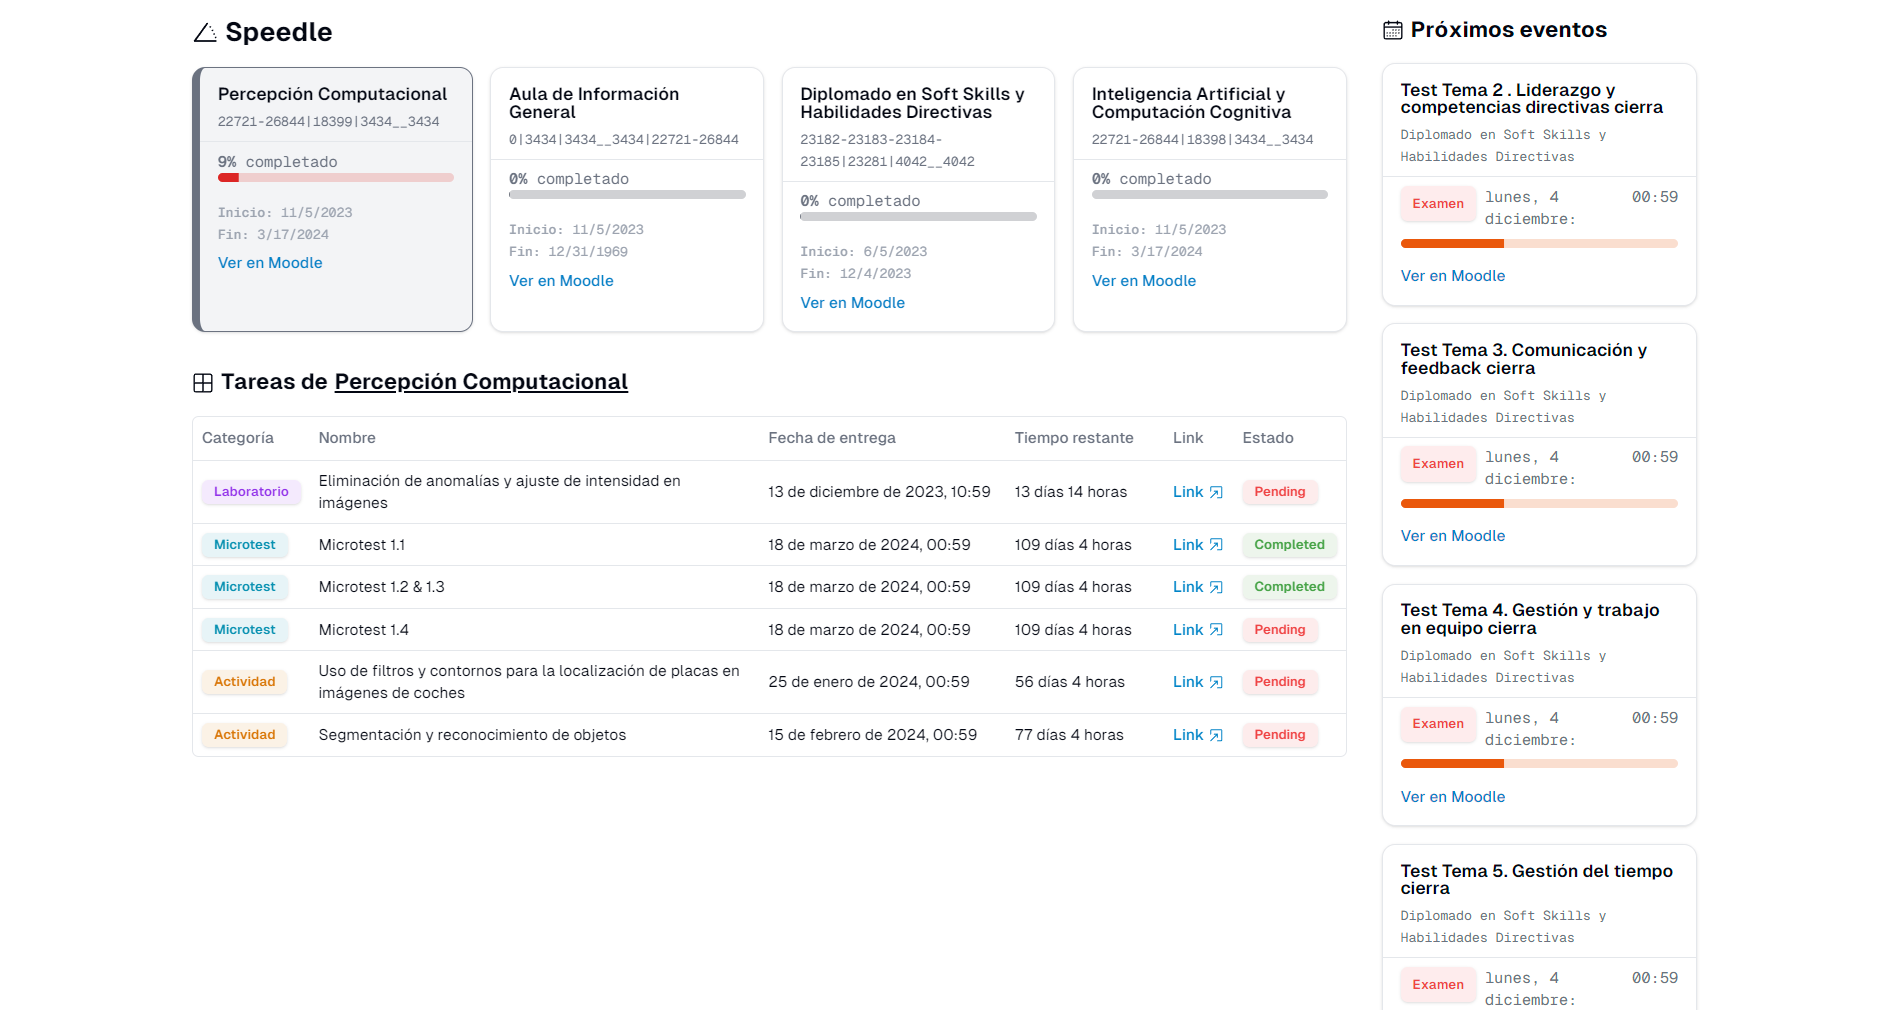 Speedle
Percepción Computacional
22721-26844|18399|3434__3434
9% completado
Inicio: 11/5/2023
Fin: 3/17/2024
Ver en Moodle
Aula de Información
General
0|3434|3434__3434|22721-26844
0% completado
Inicio: 11/5/2023
Fin: 12/31/1969
Ver en Moodle
Diplomado en Soft Skills y
Habilidades Directivas
23182-23183-23184-
23185|23281|4042__4042
0% completado
Inicio: 6/5/2023
Fin: 12/4/2023
Ver en Moodle
Inteligencia Artificial y
Computación Cognitiva
22721-26844|18398|3434__3434
0% completado
Inicio: 11/5/2023
Fin: 3/17/2024
Ver en Moodle
Tareas de Percepción Computacional
Categoría Nombre Fecha de entrega Tiempo restante Link Estado
Laboratorio Eliminación de anomalías y ajuste de intensidad en
imágenes 13 de diciembre de 2023, 10:59 13 días 14 horas Link Pending
Microtest Microtest 1.1 18 de marzo de 2024, 00:59 109 días 4 horas Link Completed
Microtest Microtest 1.2 & 1.3 18 de marzo de 2024, 00:59 109 días 4 horas Link Completed
Microtest Microtest 1.4 18 de marzo de 2024, 00:59 109 días 4 horas Link Pending
Actividad Uso de filtros y contornos para la localización de placas en
imágenes de coches 25 de enero de 2024, 00:59 56 días 4 horas Link Pending
Actividad Segmentación y reconocimiento de objetos 15 de febrero de 2024, 00:59 77 días 4 horas Link Pending
Próximos eventos
Test Tema 2 . Liderazgo y
competencias directivas cierra
Diplomado en Soft Skills y
Habilidades Directivas
Examen lunes, 4 00:59
diciembre:
Ver en Moodle
Test Tema 3. Comunicación y
feedback cierra
Diplomado en Soft Skills y
Habilidades Directivas
Examen lunes, 4 00:59
diciembre:
Ver en Moodle
Test Tema 4. Gestión y trabajo
en equipo cierra
Diplomado en Soft Skills y
Habilidades Directivas
Examen lunes, 4 00:59
diciembre:
Ver en Moodle
Test Tema 5. Gestión del tiempo
cierra
Diplomado en Soft Skills y
Habilidades Directivas
Examen lunes, 4 00:59
diciembre: